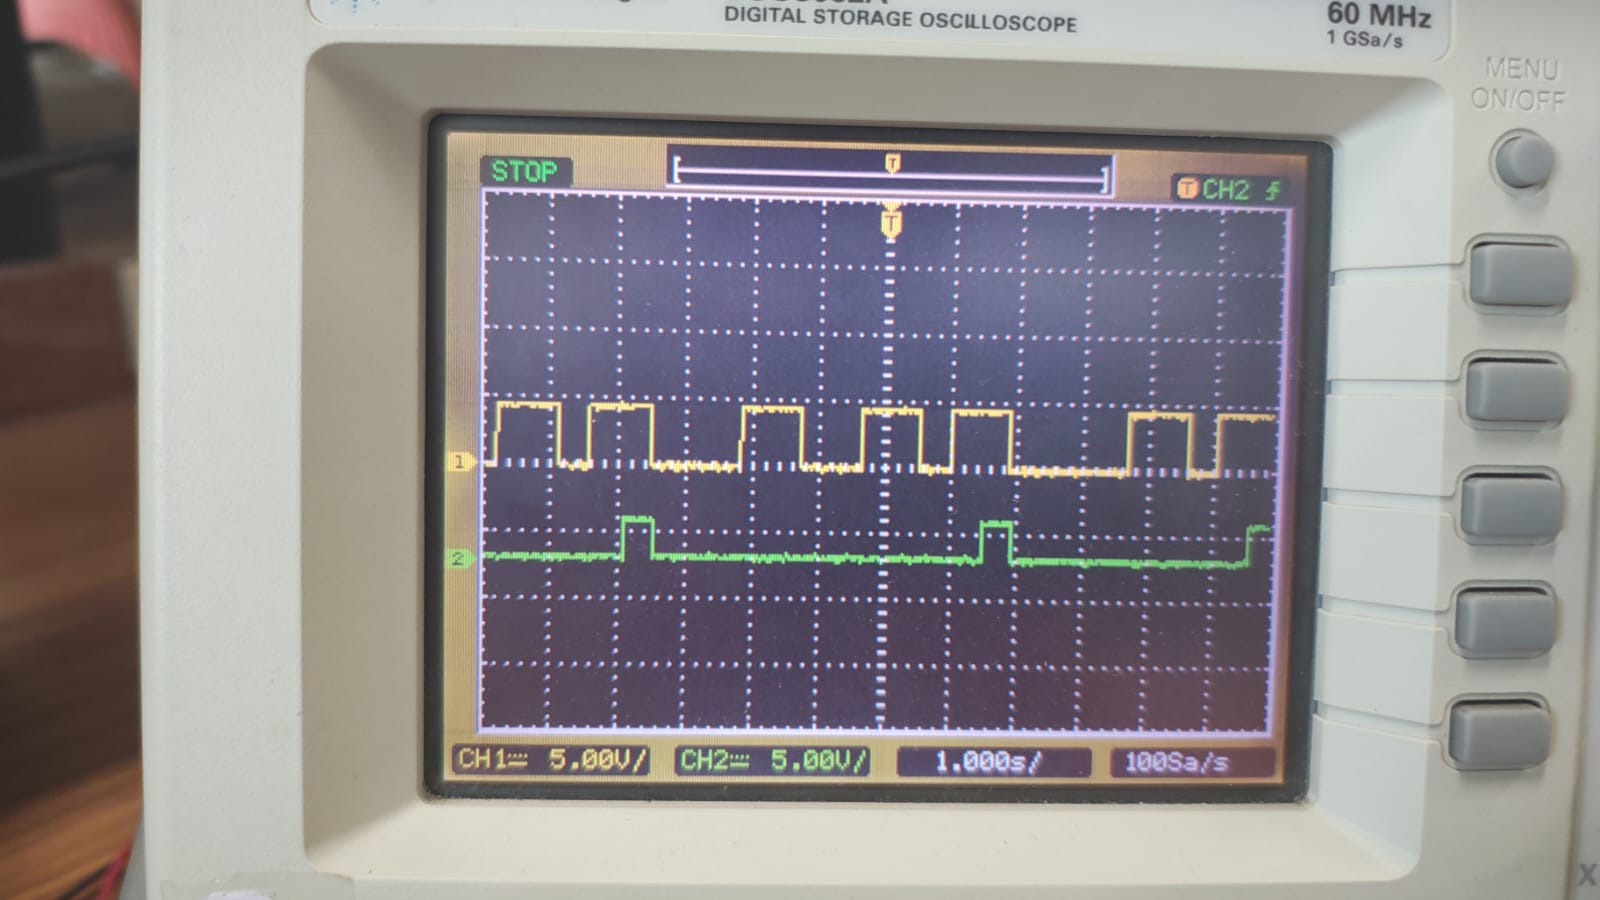 DIGITAL STORAGE OSCILLOSCOPE
60 MHz
1 GSa/s
MENU
ON/OFF
STOP
T
T CH2
T
1
2
CH1 5.00V/ CH2 5.00V/ 1.000s/ 100Sa/s
X